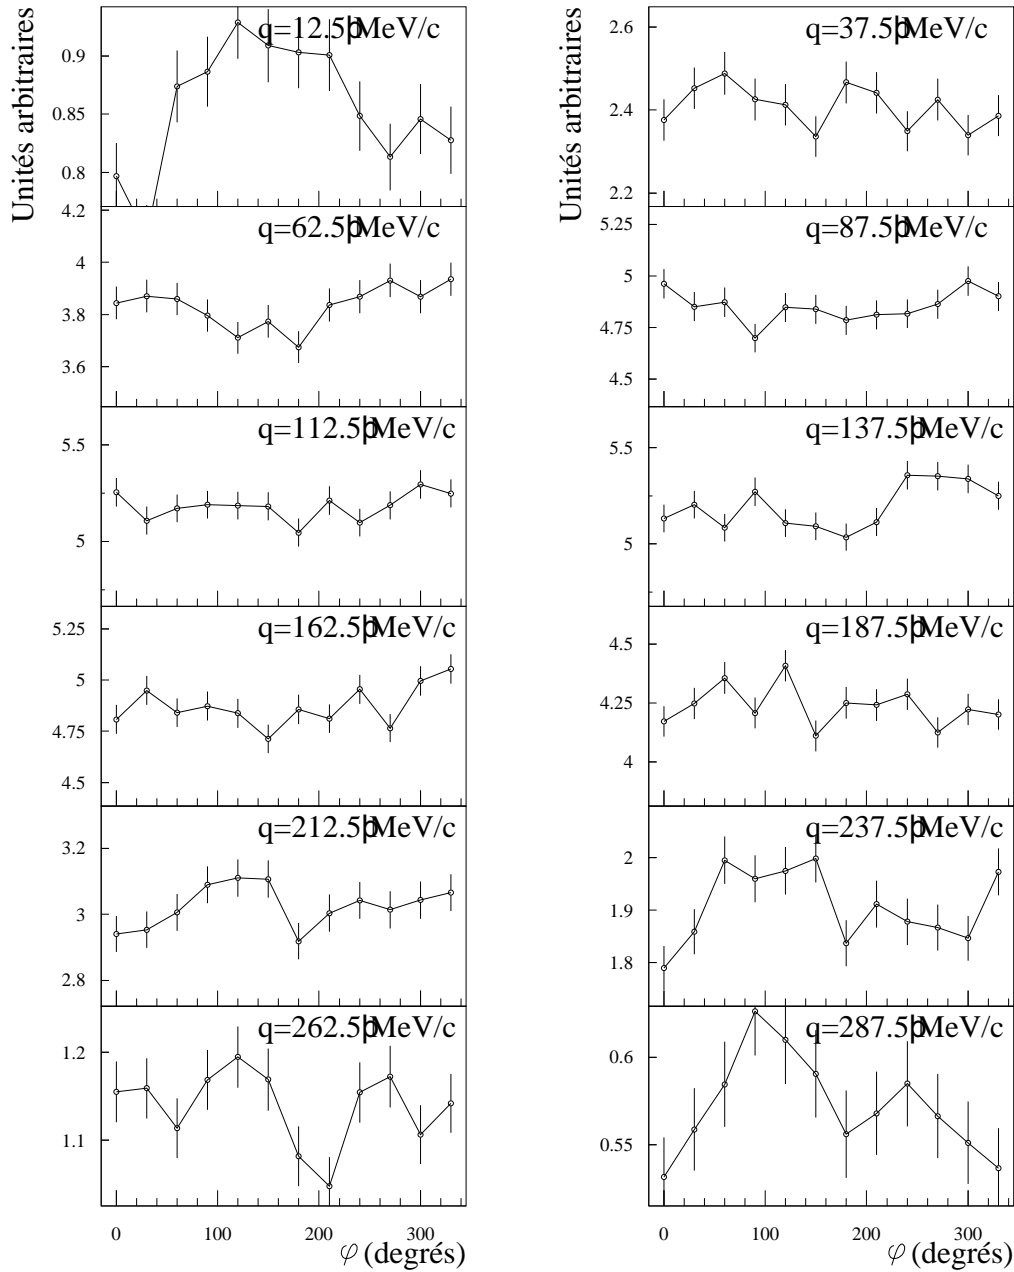 Unités arbitraires
q=12.5 MeV/c
0.9
0.85
0.8
Unités arbitraires
q=37.5 MeV/c
2.6
2.4
2.2
q=62.5 MeV/c
4.2
4
3.8
3.6
q=87.5 MeV/c
5.25
5
4.75
4.5
q=112.5 MeV/c
5.5
5
q=137.5 MeV/c
5.5
5
q=162.5 MeV/c
5.25
5
4.75
4.5
q=187.5 MeV/c
4.5
4.25
4
q=212.5 MeV/c
3.2
3
2.8
q=237.5 MeV/c
2
1.9
1.8
q=262.5 MeV/c
1.2
1.1
0 100 200 300
φ (degrés)
q=287.5 MeV/c
0.6
0.55
0 100 200 300
φ (degrés)